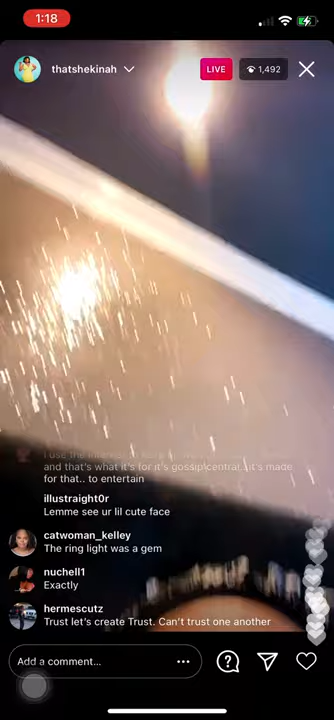 1:18
thatshekinah
LIVE
1,492
and that's what it's for it's gossip central..it's made
for that.. to entertain
illustraight0r
Lemme see ur lil cute face
catwoman_kelley
The ring light was a gem
nuchell1
Exactly
hermescutz
Trust let's create Trust. Can't trust one another
Add a comment...